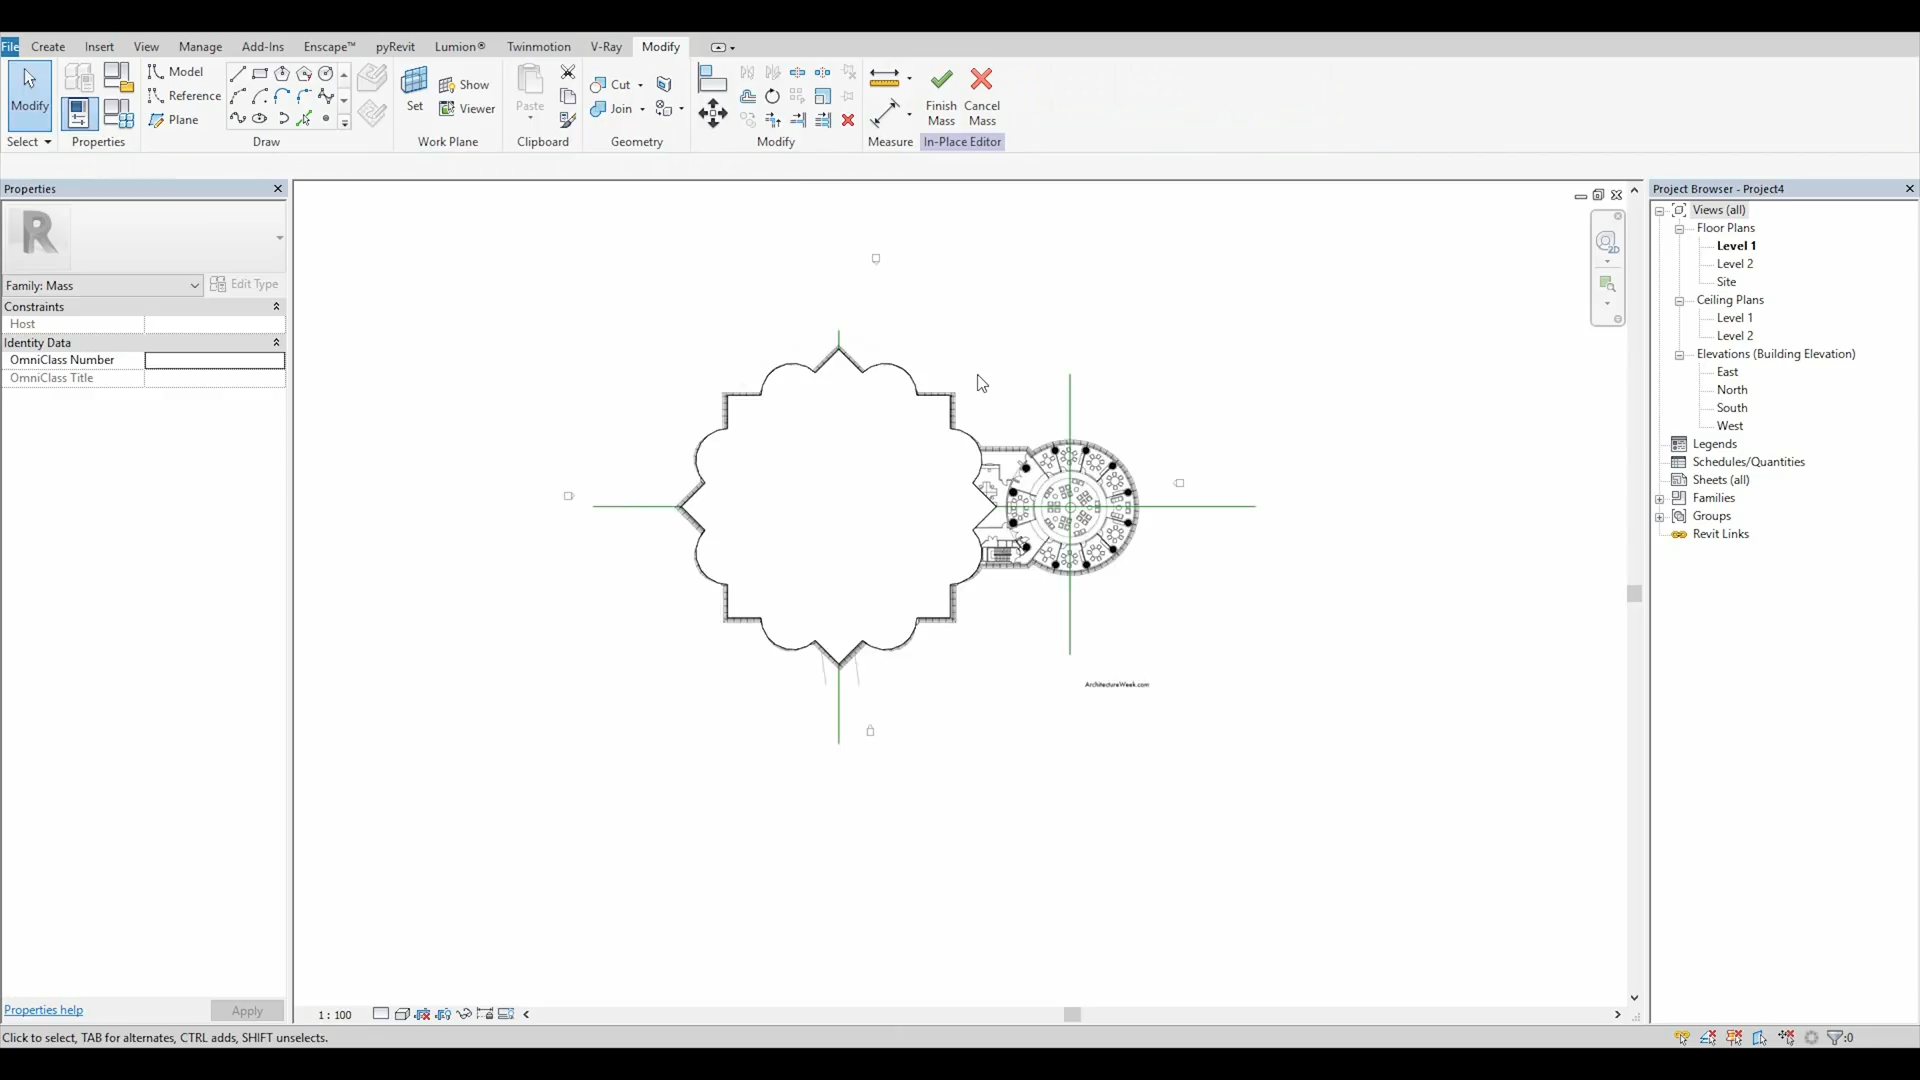 File Create Insert View Manage Add-Ins Enscape™ pyRevit Lumion® Twinmotion V-Ray Modify
Modify
Select
Properties
Model
Reference
Plane
Draw
Set
Show
Viewer
Work Plane
Paste
Clipboard
Cut
Join
Geometry
Modify
Measure
Finish
Mass
Cancel
Mass
In-Place Editor
Properties
R
Family: Mass
Edit Type
Constraints
Host
Identity Data
OmniClass Number
OmniClass Title
Properties help
Apply
2D
ArchitectureWeek.com
1 : 100
Project Browser - Project4
Views (all)
Floor Plans
Level 1
Level 2
Site
Ceiling Plans
Level 1
Level 2
Elevations (Building Elevation)
East
North
South
West
Legends
Schedules/Quantities
Sheets (all)
Families
Groups
Revit Links
Click to select, TAB for alternates, CTRL adds, SHIFT unselects.
:0